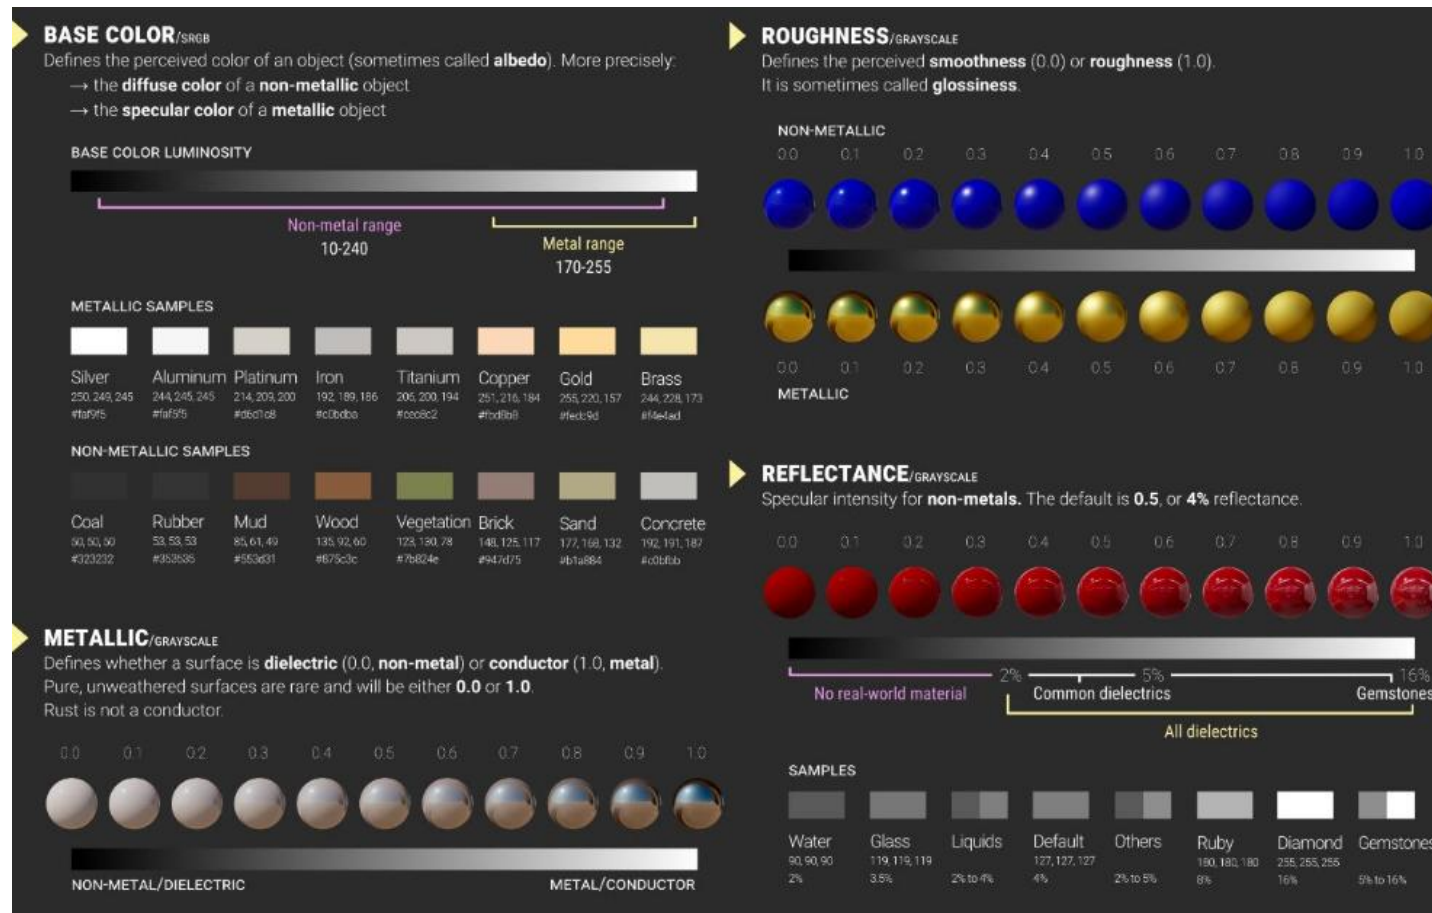 BASE COLOR/SRGB
Defines the perceived color of an object (sometimes called albedo). More precisely:
→ the diffuse color of a non-metallic object
→ the specular color of a metallic object
BASE COLOR LUMINOSITY
Non-metal range
10-240
Metal range
170-255
METALLIC SAMPLES
Silver Aluminum Platinum Iron Titanium Copper Gold Brass
250, 249, 245 244, 245, 245 214, 209, 200 192, 189, 186 206, 200, 194 251, 216, 184 255, 220, 157 244, 228, 173
#faf9f5 #faf5f5 #d6d1c8 #c0bdba #cec8c2 #fbd8b8 #fedc9d #f4e4ad
NON-METALLIC SAMPLES
Coal Rubber Mud Wood Vegetation Brick Sand Concrete
50, 50, 50 53, 53, 53 85, 61, 49 135, 92, 60 123, 130, 78 148, 125, 117 177, 168, 132 192, 191, 187
#323232 #353535 #553d31 #875c3c #7b824e #947d75 #b1a884 #c0bfbb
METALLIC/GRAYSCALE
Defines whether a surface is dielectric (0.0, non-metal) or conductor (1.0, metal).
Pure, unweathered surfaces are rare and will be either 0.0 or 1.0.
Rust is not a conductor.
0.0 0.1 0.2 0.3 0.4 0.5 0.6 0.7 0.8 0.9 1.0
NON-METAL/DIELECTRIC METAL/CONDUCTOR
ROUGHNESS/GRAYSCALE
Defines the perceived smoothness (0.0) or roughness (1.0).
It is sometimes called glossiness.
NON-METALLIC
0.0 0.1 0.2 0.3 0.4 0.5 0.6 0.7 0.8 0.9 1.0
0.0 0.1 0.2 0.3 0.4 0.5 0.6 0.7 0.8 0.9 1.0
METALLIC
REFLECTANCE/GRAYSCALE
Specular intensity for non-metals. The default is 0.5, or 4% reflectance.
0.0 0.1 0.2 0.3 0.4 0.5 0.6 0.7 0.8 0.9 1.0
2% 5% 16%
No real-world material Common dielectrics Gemstones
All dielectrics
SAMPLES
Water Glass Liquids Default Others Ruby Diamond Gemstones
90, 90, 90 119, 119, 119 127, 127, 127 180, 180, 180 255, 255, 255
2% 3.5% 2% to 4% 4% 2% to 5% 8% 16% 5% to 16%